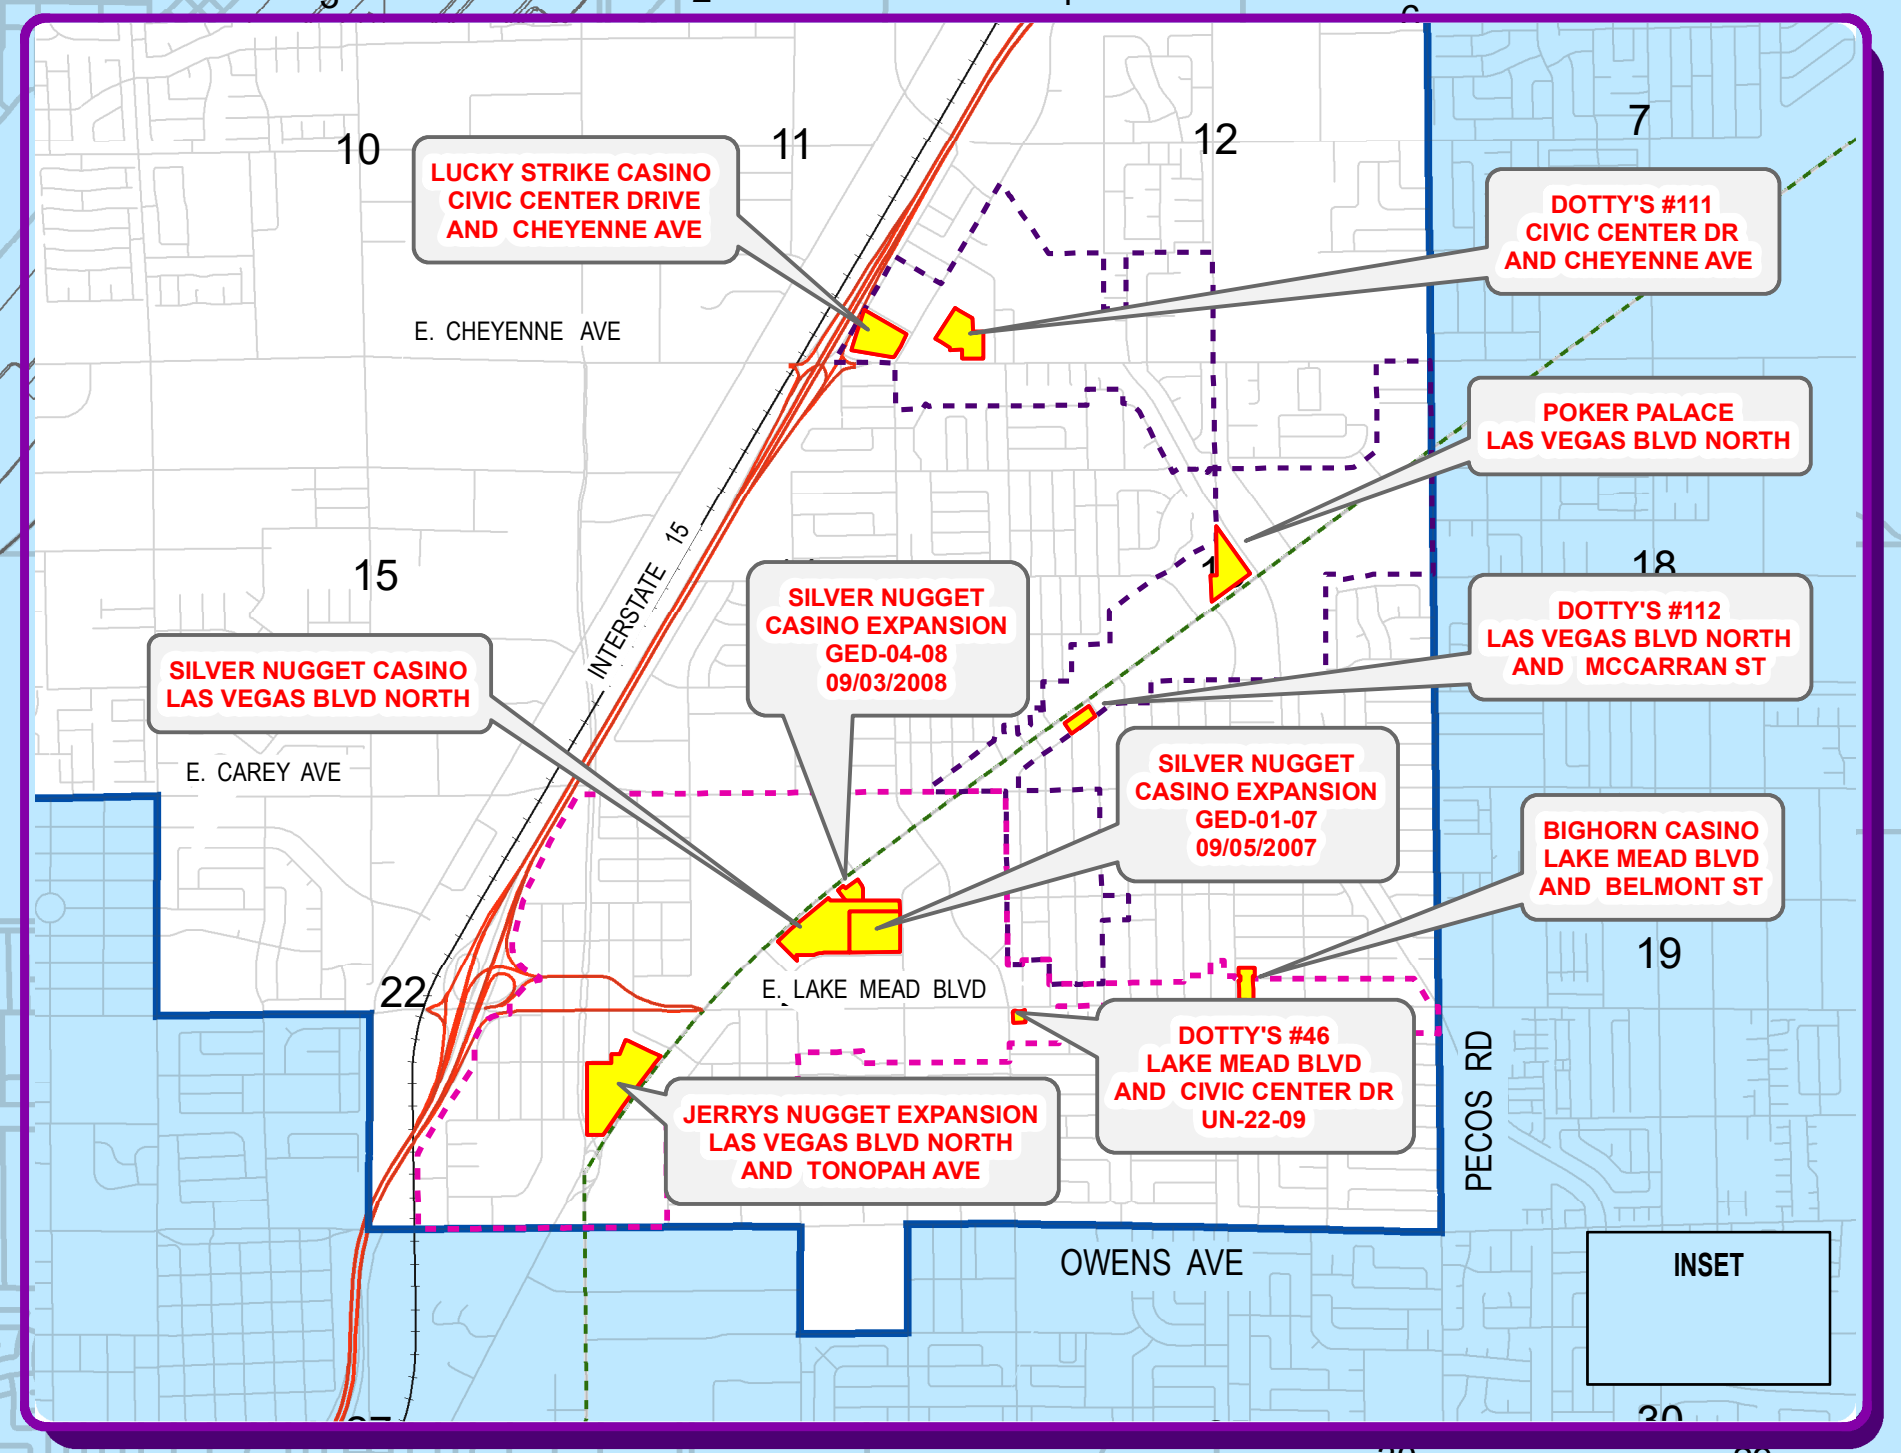 10
11
12
7
LUCKY STRIKE CASINO
CIVIC CENTER DRIVE
AND CHEYENNE AVE
DOTTY'S #111
CIVIC CENTER DR
AND CHEYENNE AVE
E. CHEYENNE AVE
POKER PALACE
LAS VEGAS BLVD NORTH
INTERSTATE 15
15
18
SILVER NUGGET
CASINO EXPANSION
GED-04-08
09/03/2008
DOTTY'S #112
LAS VEGAS BLVD NORTH
AND MCCARRAN ST
SILVER NUGGET CASINO
LAS VEGAS BLVD NORTH
E. CAREY AVE
SILVER NUGGET
CASINO EXPANSION
GED-01-07
09/05/2007
BIGHORN CASINO
LAKE MEAD BLVD
AND BELMONT ST
19
22
E. LAKE MEAD BLVD
DOTTY'S #46
LAKE MEAD BLVD
AND CIVIC CENTER DR
UN-22-09
JERRYS NUGGET EXPANSION
LAS VEGAS BLVD NORTH
AND TONOPAH AVE
PECOS RD
OWENS AVE
INSET
30